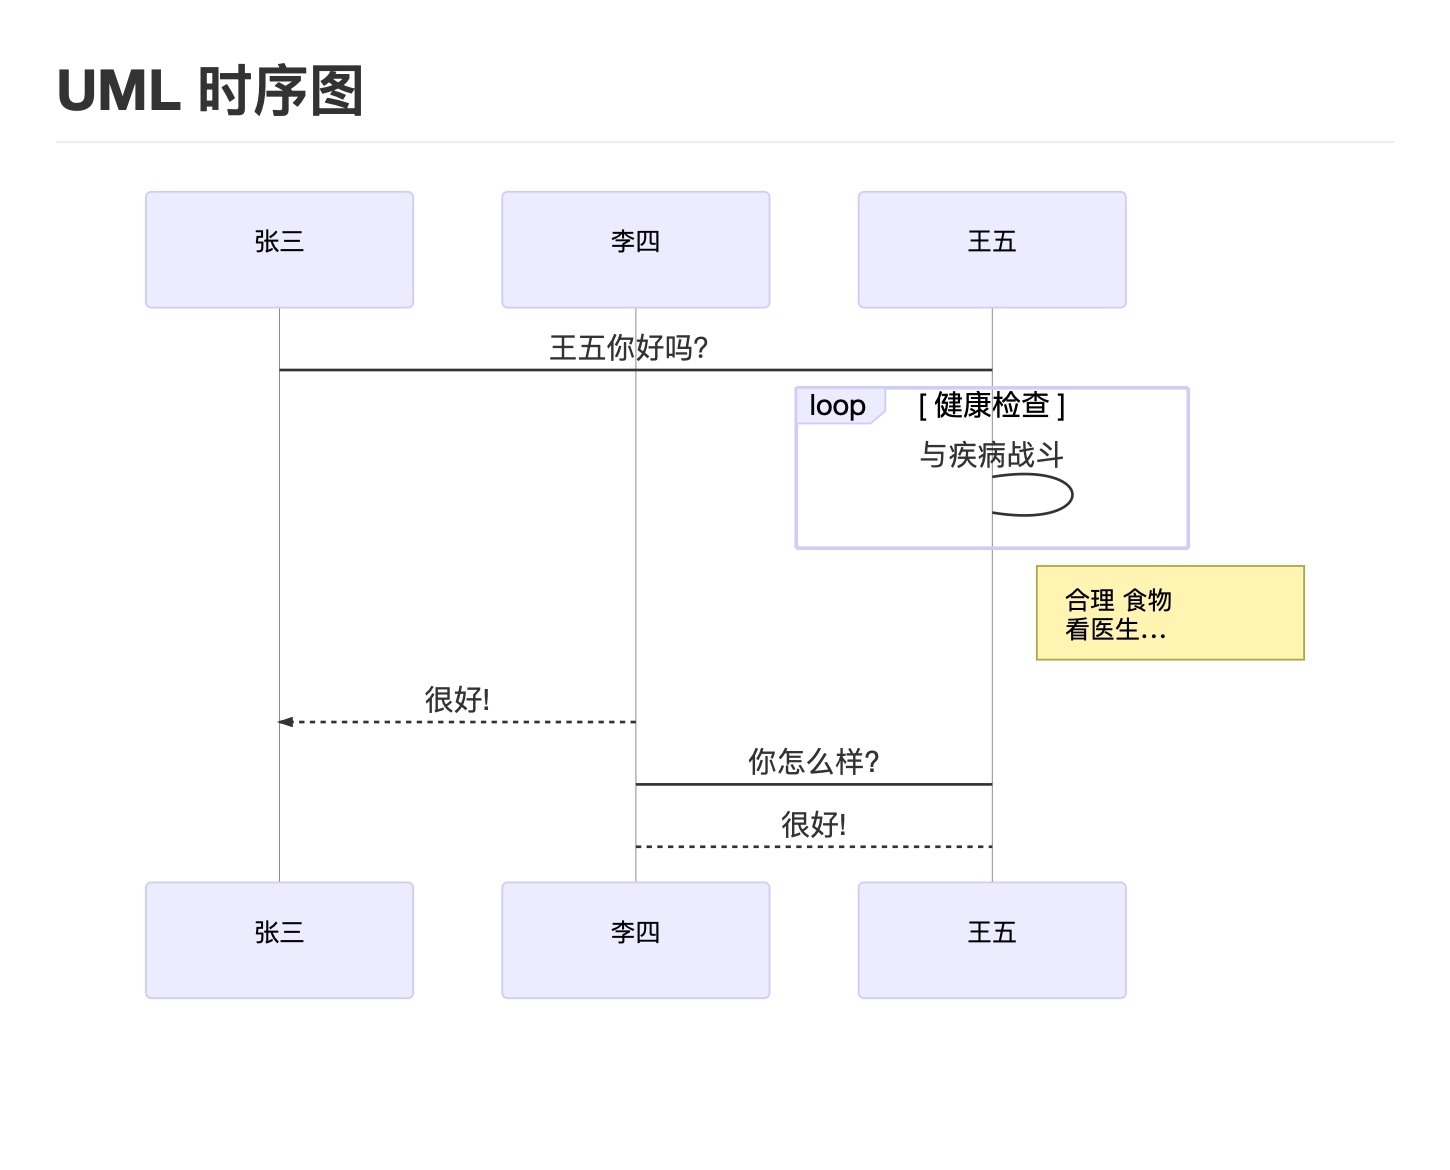 UML 时序图
张三
李四
王五
王五你好吗?
loop
[ 健康检查 ]
与疾病战斗
合理 食物
看医生...
很好!
你怎么样?
很好!
张三
李四
王五